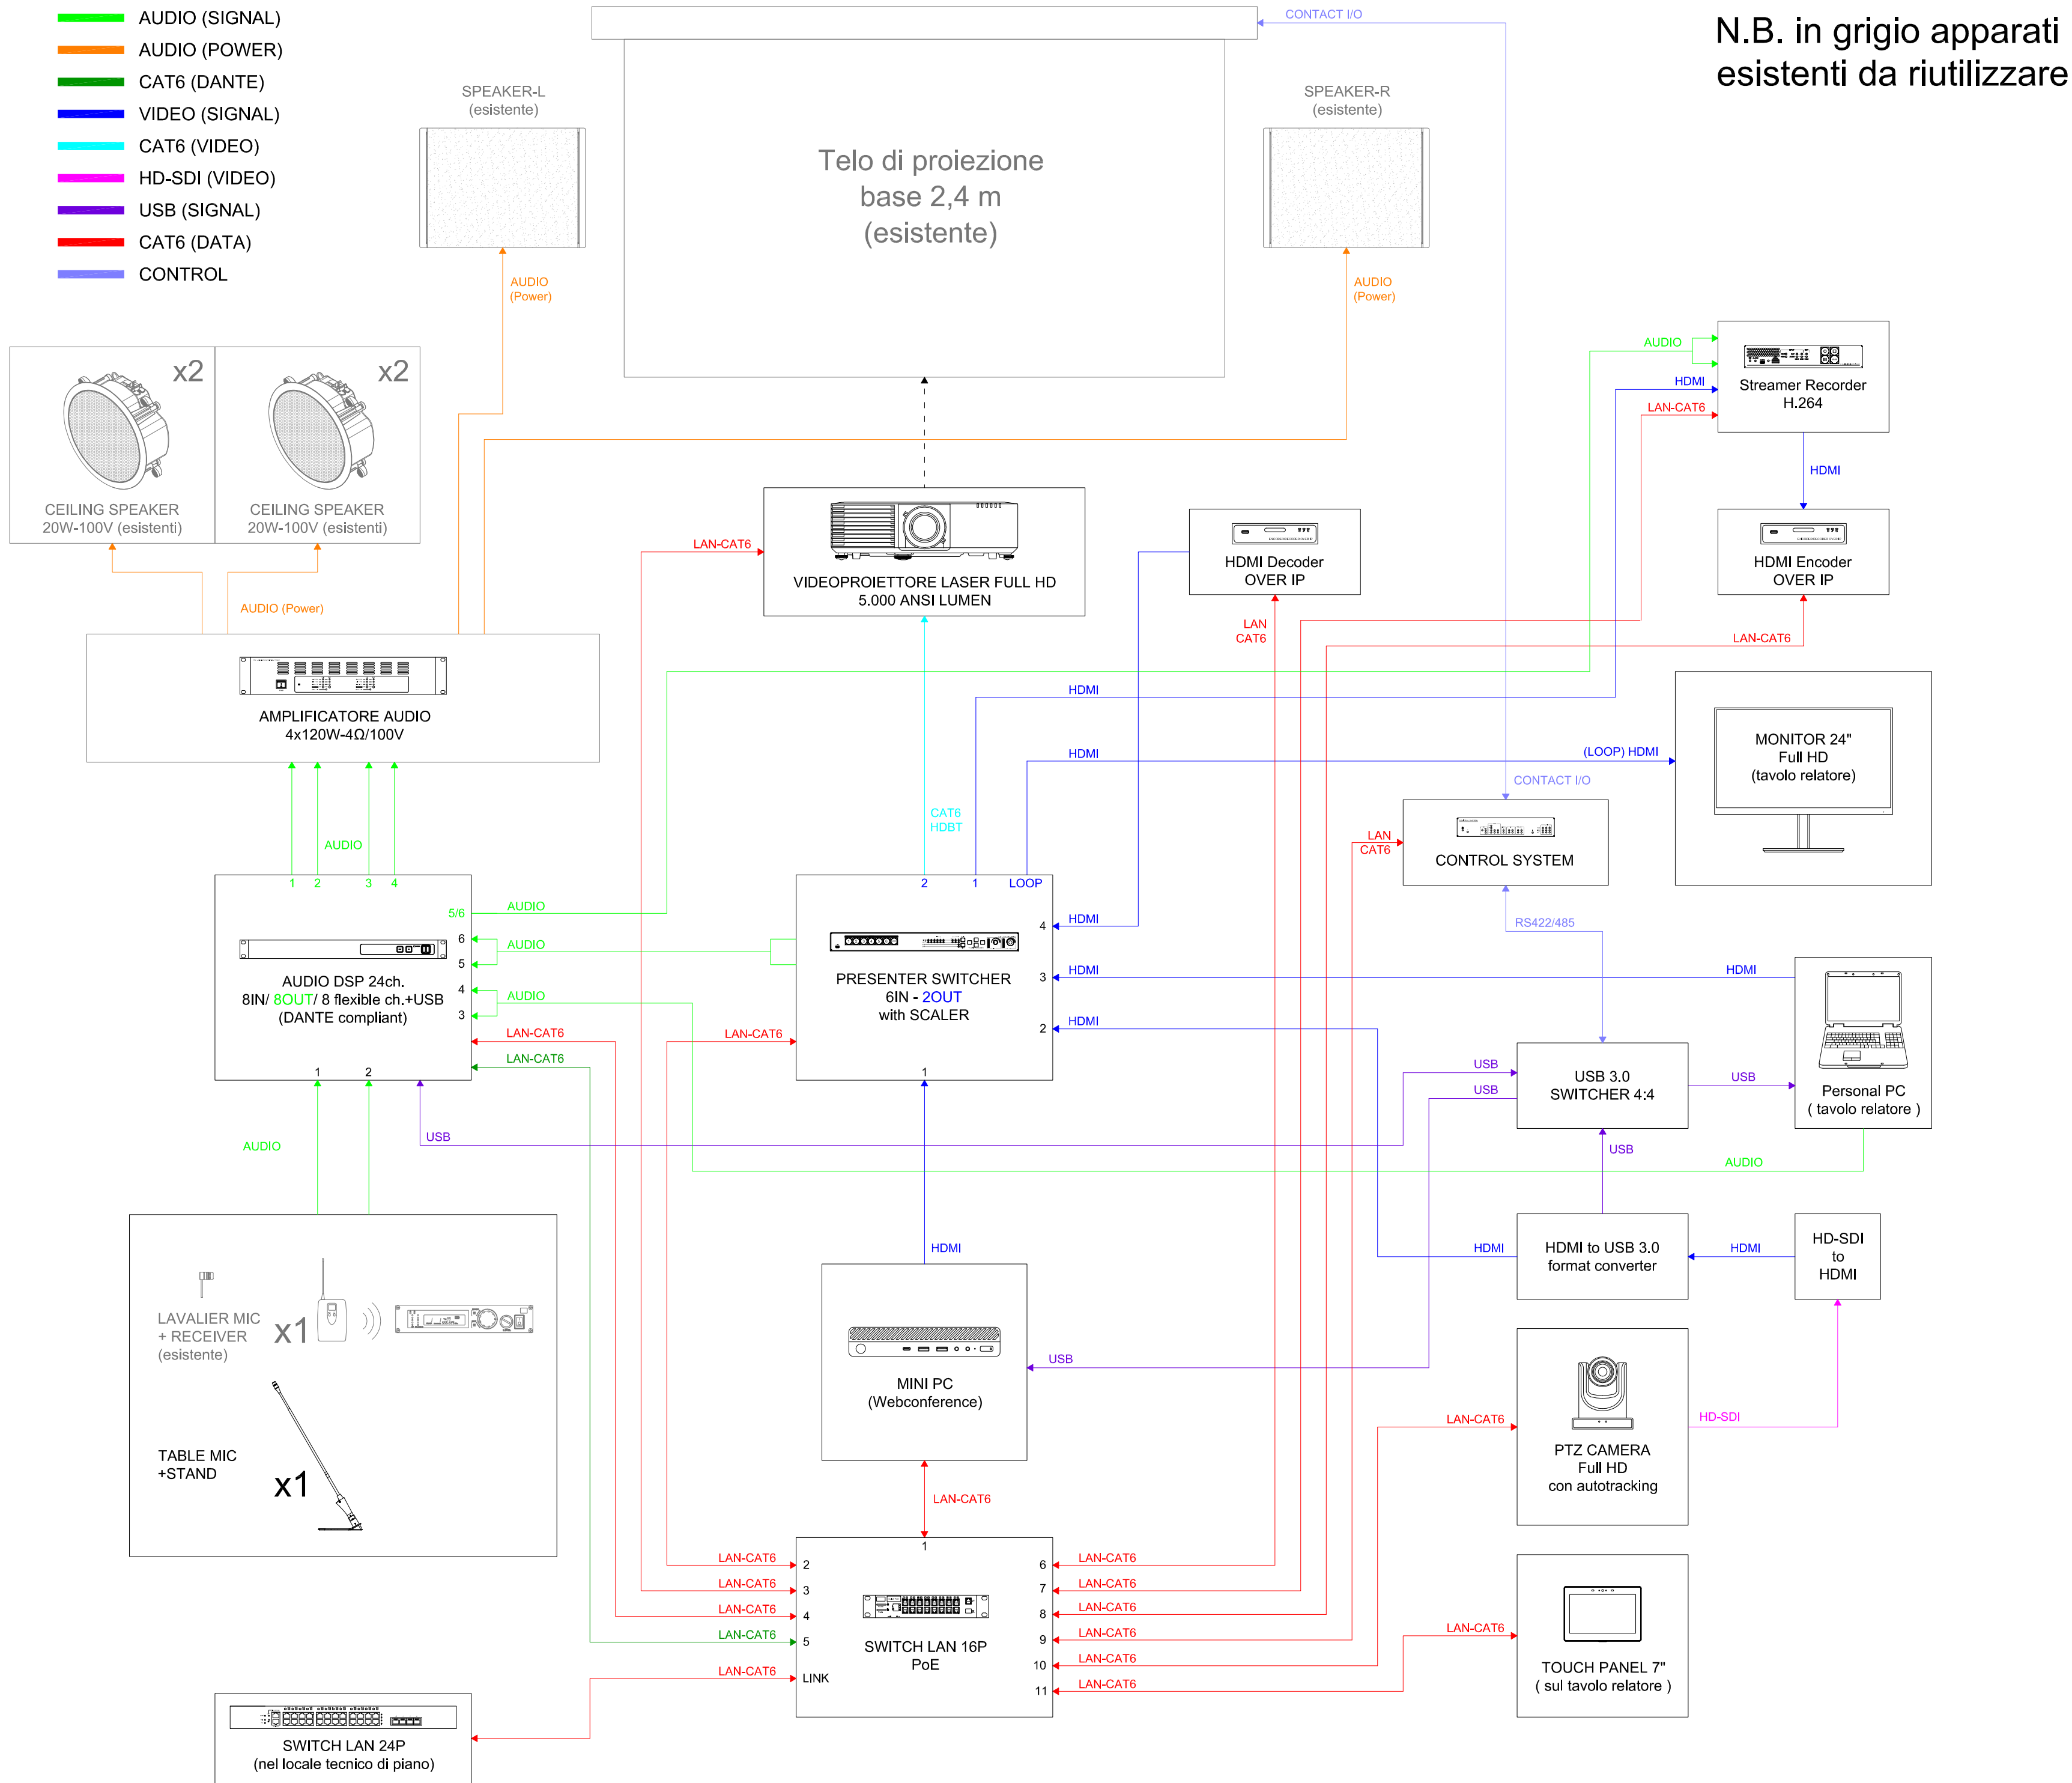 AUDIO (SIGNAL)
AUDIO (POWER)
CAT6 (DANTE)
VIDEO (SIGNAL)
CAT6 (VIDEO)
HD-SDI (VIDEO)
USB (SIGNAL)
CAT6 (DATA)
CONTROL
N.B. in grigio apparati
esistenti da riutilizzare
CONTACT I/O
SPEAKER-L
(esistente)
Telo di proiezione
base 2,4 m
(esistente)
SPEAKER-R
(esistente)
AUDIO
(Power)
AUDIO
(Power)
x2
x2
CEILING SPEAKER
20W-100V (esistenti)
CEILING SPEAKER
20W-100V (esistenti)
AUDIO (Power)
AUDIO
HDMI
LAN-CAT6
Streamer Recorder
H.264
HDMI
LAN-CAT6
VIDEOPROIETTORE LASER FULL HD
5.000 ANSI LUMEN
HDMI Decoder
OVER IP
HDMI Encoder
OVER IP
LAN
CAT6
LAN-CAT6
AMPLIFICATORE AUDIO
4x120W-4Ω/100V
HDMI
HDMI
(LOOP) HDMI
MONITOR 24"
Full HD
(tavolo relatore)
CONTACT I/O
CAT6
HDBT
LAN
CAT6
CONTROL SYSTEM
AUDIO
1
2
3
4
5/6
AUDIO
6
AUDIO
5
4
AUDIO
3
AUDIO DSP 24ch.
8IN/ 8OUT/ 8 flexible ch.+USB
(DANTE compliant)
LAN-CAT6
LAN-CAT6
1
2
2
1
LOOP
4
HDMI
3
HDMI
2
HDMI
PRESENTER SWITCHER
6IN - 2OUT
with SCALER
LAN-CAT6
1
RS422/485
HDMI
USB
USB
USB 3.0
SWITCHER 4:4
USB
Personal PC
( tavolo relatore )
USB
USB
AUDIO
AUDIO
HDMI
HDMI
HDMI to USB 3.0
format converter
HDMI
HD-SDI
to
HDMI
LAVALIER MIC
+ RECEIVER
(esistente)
x1
TABLE MIC
+STAND
x1
USB
MINI PC
(Webconference)
LAN-CAT6
LAN-CAT6
HD-SDI
PTZ CAMERA
Full HD
con autotracking
1
LAN-CAT6
2
LAN-CAT6
3
LAN-CAT6
4
LAN-CAT6
5
LAN-CAT6
LINK
SWITCH LAN 16P
PoE
6
LAN-CAT6
7
LAN-CAT6
8
LAN-CAT6
9
LAN-CAT6
10
LAN-CAT6
11
LAN-CAT6
LAN-CAT6
TOUCH PANEL 7"
( sul tavolo relatore )
SWITCH LAN 24P
(nel locale tecnico di piano)